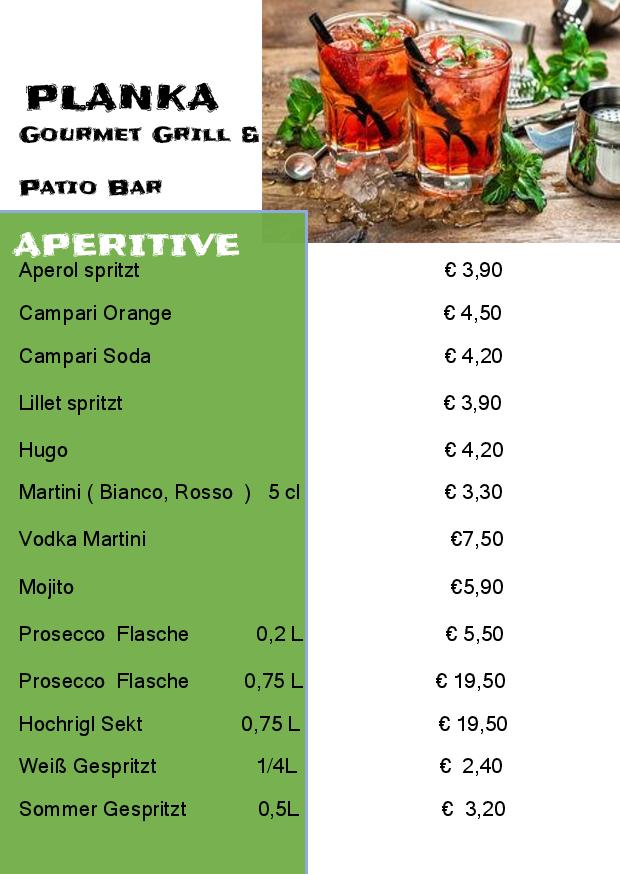 PLANKA
GOURMET GRILL &
PATIO BAR
APERITIVE
Aperol spritzt € 3,90
Campari Orange € 4,50
Campari Soda € 4,20
Lillet spritzt € 3,90
Hugo € 4,20
Martini ( Bianco, Rosso ) 5 cl € 3,30
Vodka Martini €7,50
Mojito €5,90
Prosecco Flasche 0,2 L € 5,50
Prosecco Flasche 0,75 L € 19,50
Hochrigl Sekt 0,75 L € 19,50
Weiß Gespritzt 1/4L € 2,40
Sommer Gespritzt 0,5L € 3,20